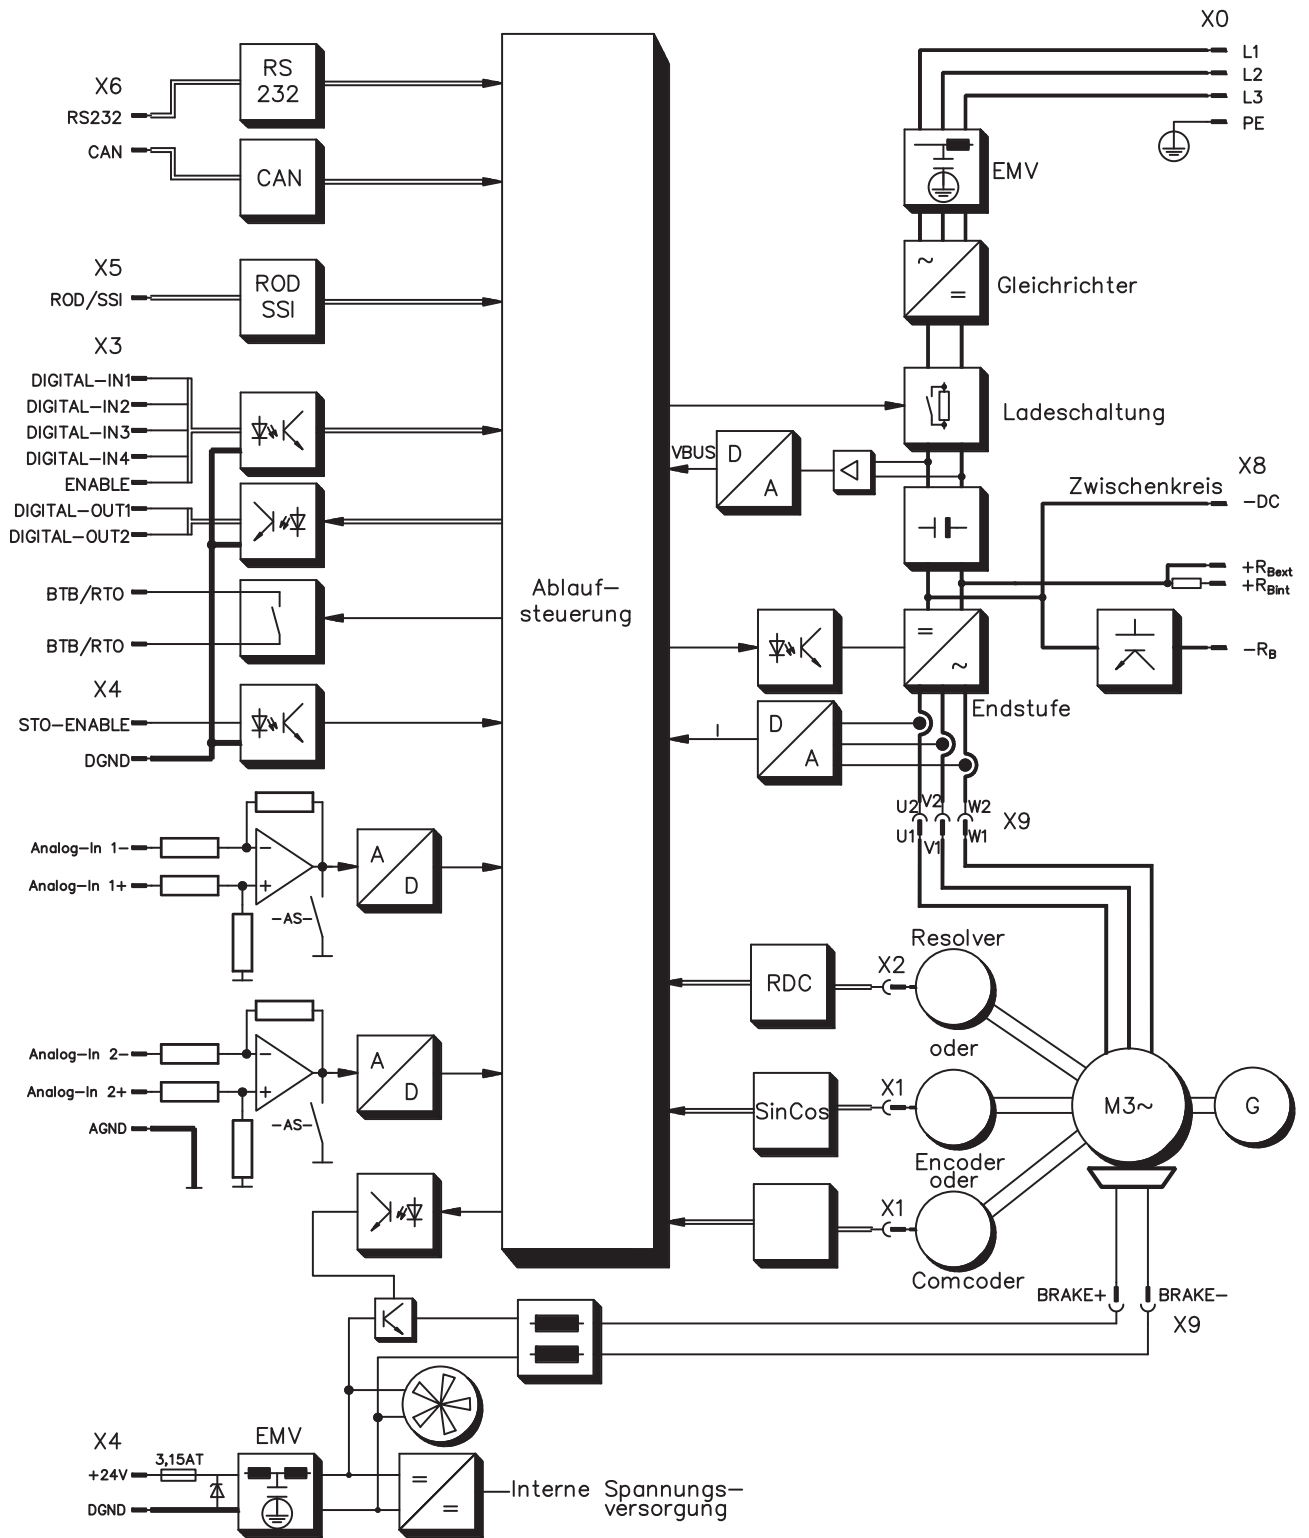 X6
RS232
CAN
RS
232
CAN
X5
ROD/SSI
ROD
SSI
X3
DIGITAL-IN1
DIGITAL-IN2
DIGITAL-IN3
DIGITAL-IN4
ENABLE
DIGITAL-OUT1
DIGITAL-OUT2
BTB/RTO
BTB/RTO
X4
STO-ENABLE
DGND
Analog-In 1-
Analog-In 1+
-
+
-AS-
A
D
Analog-In 2-
Analog-In 2+
AGND
-
+
-AS-
A
D
Ablauf-
steuerung
X0
L1
L2
L3
PE
EMV
~
=
Gleichrichter
Ladeschaltung
VBUS
D
A
Zwischenkreis
X8
-DC
+RBext
+RBint
-RB
=
~
Endstufe
I
D
A
U2
V2
W2
X9
U1
V1
W1
Resolver
RDC
X2
oder
SinCos
X1
Encoder
oder
X1
Comcoder
M3~
G
BRAKE+
BRAKE-
X9
X4
+24V
3,15AT
DGND
EMV
=
=
Interne Spannungs-
versorgung